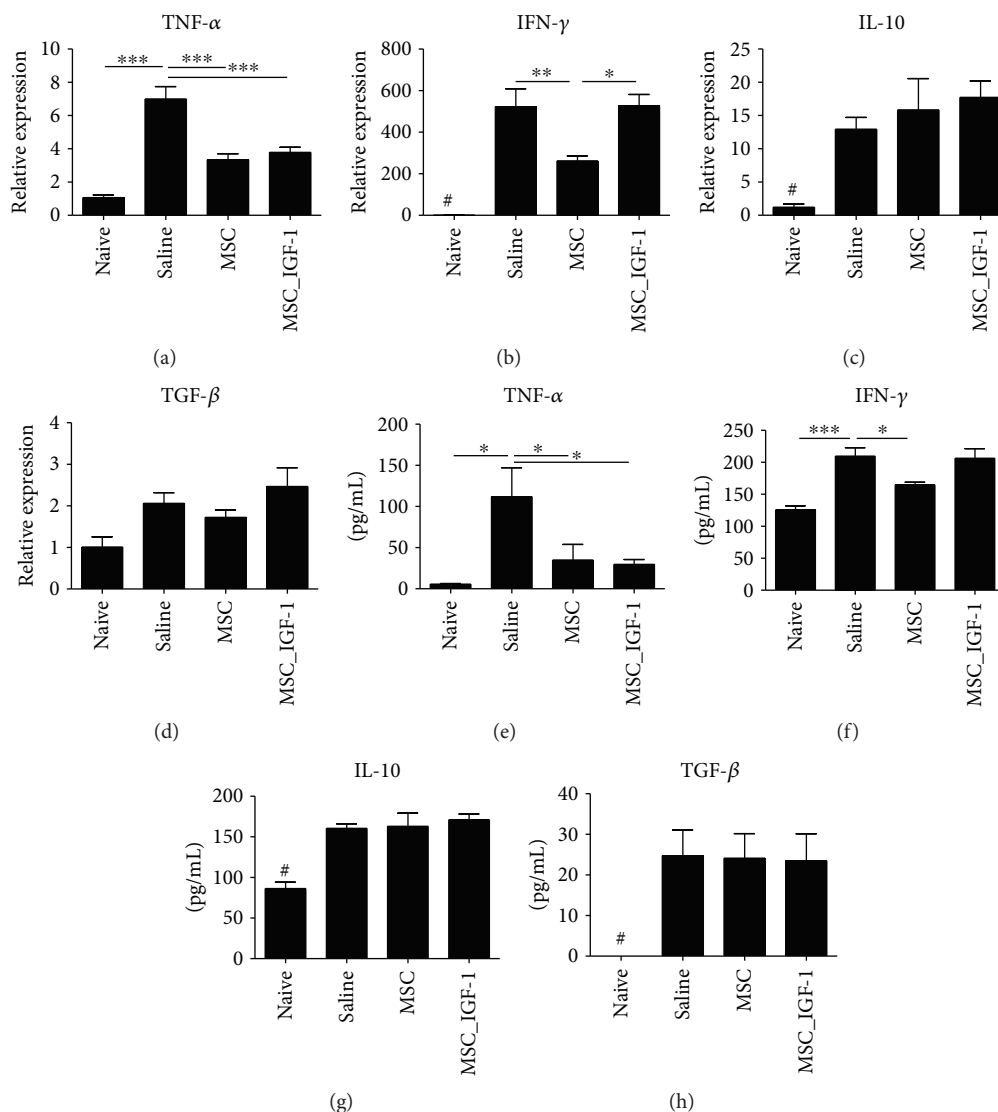 TNF-α
Relative expression
10
8
6
4
2
0
***
***
***
Naive
Saline
MSC
MSC_IGF-1
(a)
IFN-γ
Relative expression
800
600
400
200
0
#
**
*
Naive
Saline
MSC
MSC_IGF-1
(b)
IL-10
Relative expression
25
20
15
10
5
0
#
Naive
Saline
MSC
MSC_IGF-1
(c)
TGF-β
Relative expression
4
3
2
1
0
Naive
Saline
MSC
MSC_IGF-1
(d)
TNF-α
(pg/mL)
200
150
100
50
0
*
*
*
Naive
Saline
MSC
MSC_IGF-1
(e)
IFN-γ
(pg/mL)
250
200
150
100
50
0
***
*
Naive
Saline
MSC
MSC_IGF-1
(f)
IL-10
(pg/mL)
200
150
100
50
0
#
Naive
Saline
MSC
MSC_IGF-1
(g)
TGF-β
(pg/mL)
40
30
20
10
0
#
Naive
Saline
MSC
MSC_IGF-1
(h)